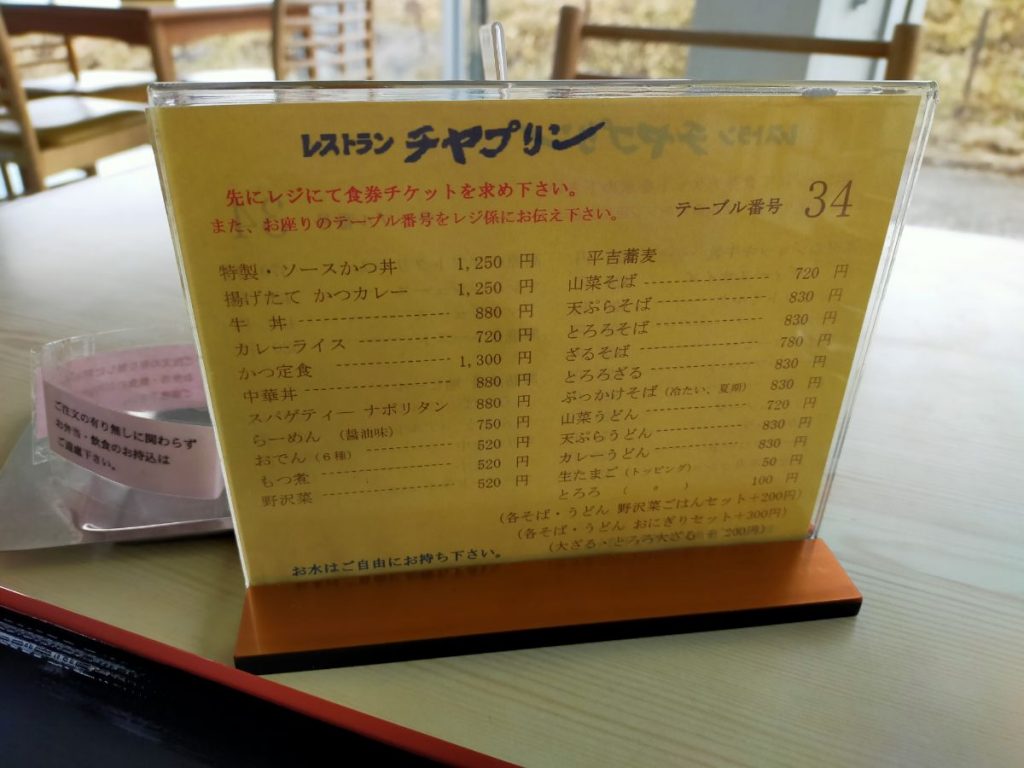 レストラン チャプリン
先にレジにて食券チケットを求め下さい。
また、お座りのテーブル番号をレジ係にお伝え下さい。
テーブル番号 34
特製・ソースかつ丼 1,250 円
揚げたて かつカレー 1,250 円
牛 丼 880 円
カレーライス 720 円
かつ定食 1,300 円
中華丼 880 円
スパゲティー ナポリタン 880 円
らーめん (醤油味) 750 円
おでん (6種) 520 円
もつ煮 520 円
野沢菜 520 円
お水はご自由にお持ち下さい。
平吉蕎麦
山菜そば 720 円
天ぷらそば 830 円
とろろそば 830 円
ざるそば 780 円
とろろざる 830 円
ぶっかけそば (冷たい、夏期) 830 円
山菜うどん 720 円
天ぷらうどん 830 円
カレーうどん 830 円
生たまご (トッピング) 50 円
とろろ ( 〃 ) 100 円
(各そば・うどん 野沢菜ごはんセット+200円)
(各そば・うどん おにぎりセット+300円)
(大ざる・とろろ大ざる 200円)
ご注文の有り無しに関わらず
お弁当・飲食のお持込は
ご遠慮下さい。